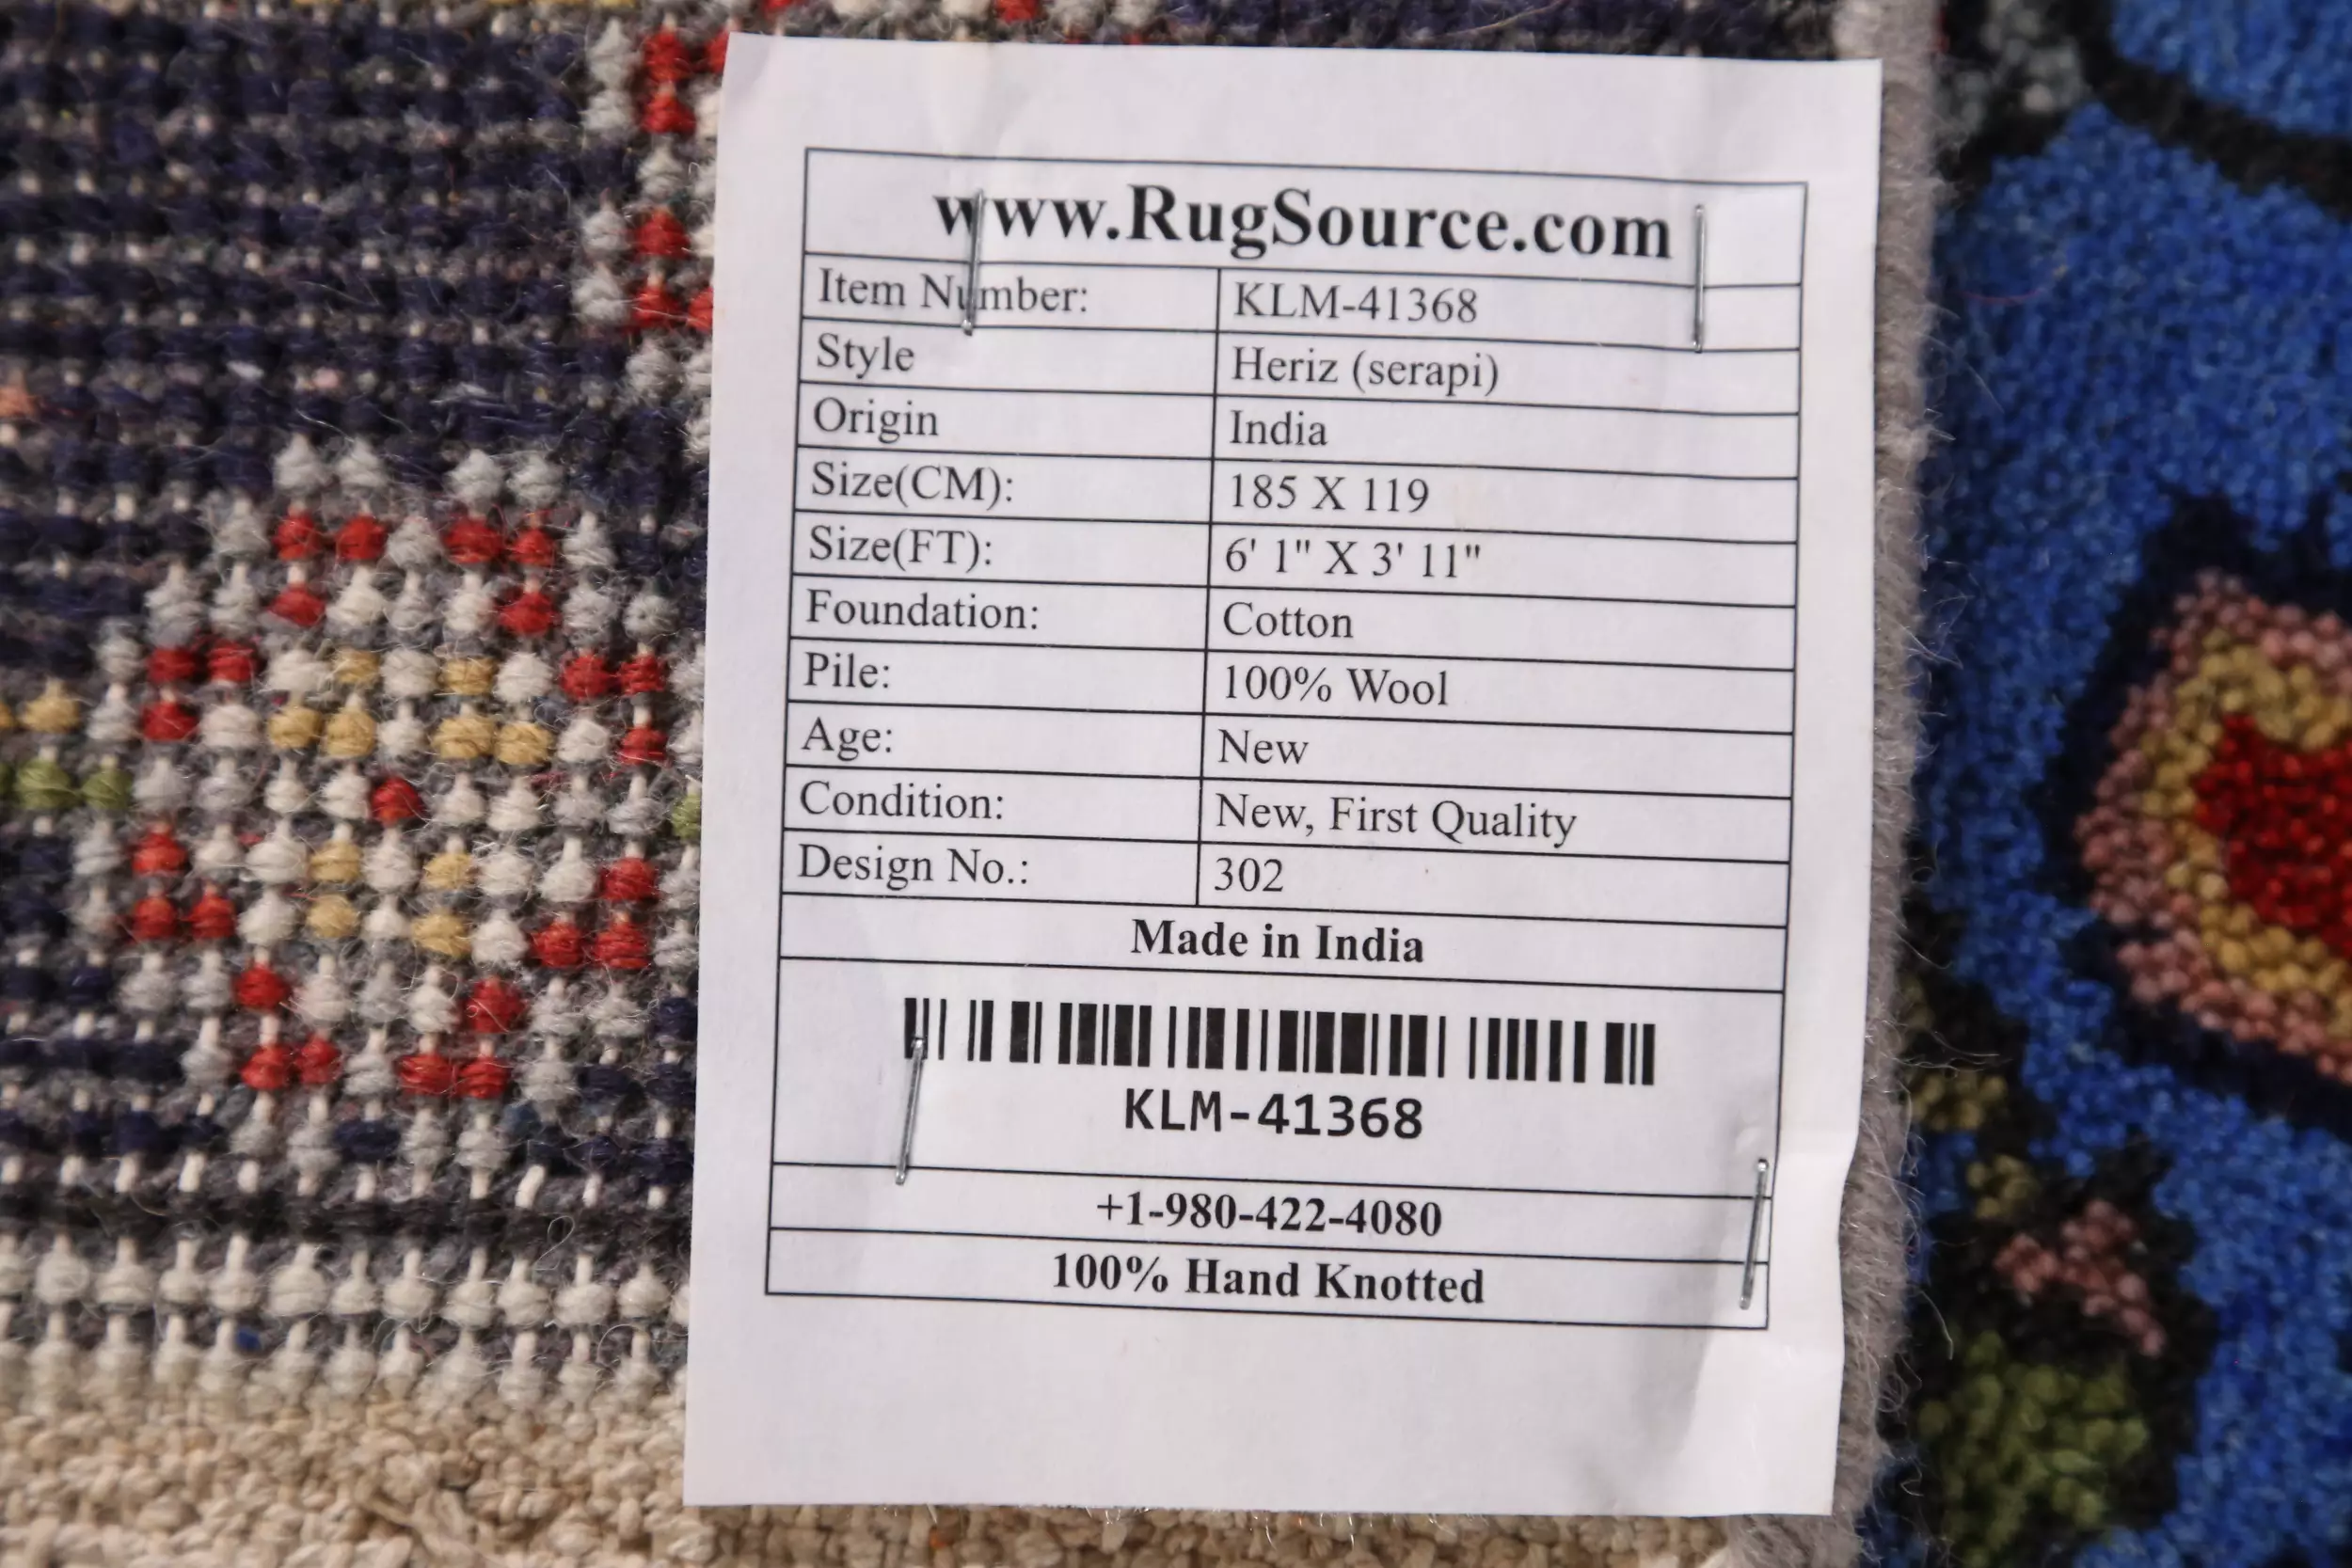 www.RugSource.com
Item Number: KLM-41368
Style Heriz (serapi)
Origin India
Size(CM): 185 X 119
Size(FT): 6' 1" X 3' 11"
Foundation: Cotton
Pile: 100% Wool
Age: New
Condition: New, First Quality
Design No.: 302
Made in India
KLM-41368
+1-980-422-4080
100% Hand Knotted